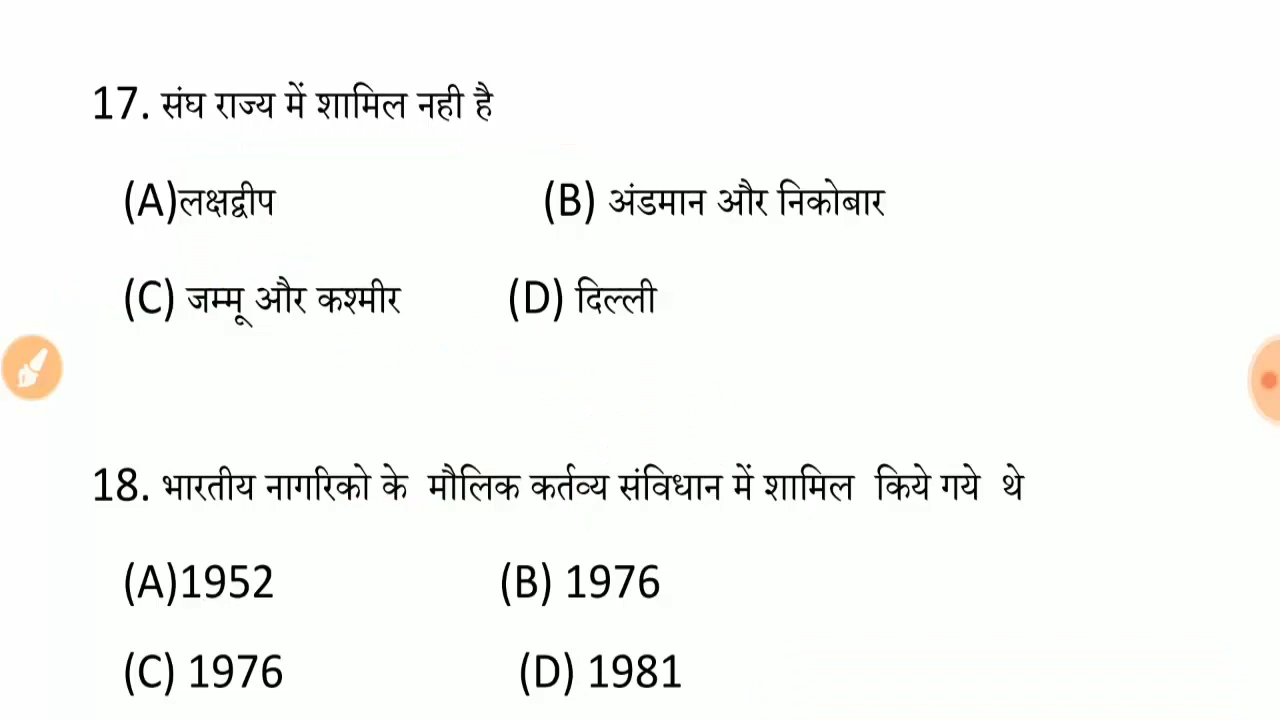 17. संघ राज्य में शामिल नही है
(A)लक्षद्वीप (B) अंडमान और निकोबार
(C) जम्मू और कश्मीर (D) दिल्ली
18. भारतीय नागरिको के मौलिक कर्तव्य संविधान में शामिल किये गये थे
(A)1952 (B) 1976
(C) 1976 (D) 1981